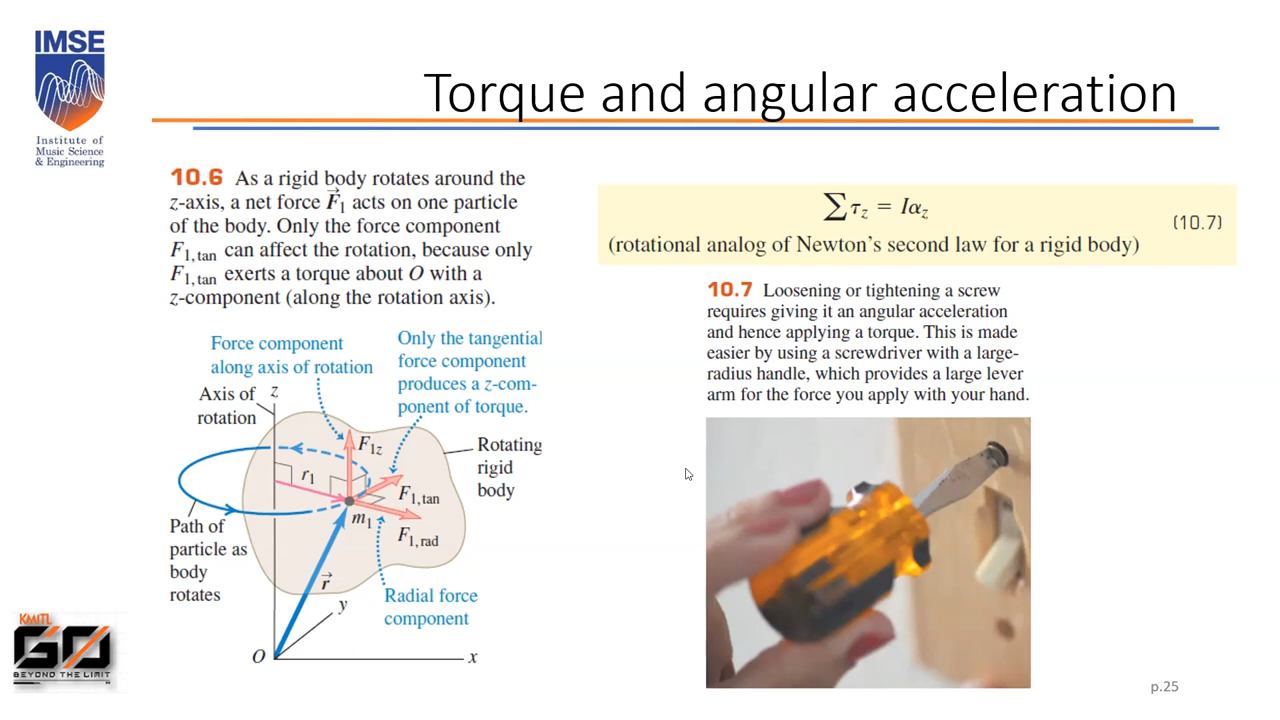 IMSE
Institute of
Music Science
& Engineering
Torque and angular acceleration
10.6 As a rigid body rotates around the
z-axis, a net force F⃗₁ acts on one particle
of the body. Only the force component
F₁,tan can affect the rotation, because only
F₁,tan exerts a torque about O with a
z-component (along the rotation axis).
Force component
along axis of rotation
Only the tangential
force component
produces a z-com-
ponent of torque.
Axis of
rotation
z
F₁z
Rotating
rigid
body
r₁
F₁,tan
m₁
F₁,rad
Path of
particle as
body
rotates
r⃗
Radial force
component
y
O
x
∑τz = Iαz
(rotational analog of Newton's second law for a rigid body)
(10.7)
10.7 Loosening or tightening a screw
requires giving it an angular acceleration
and hence applying a torque. This is made
easier by using a screwdriver with a large-
radius handle, which provides a large lever
arm for the force you apply with your hand.
KMITL
GO
BEYOND THE LIMIT
p.25